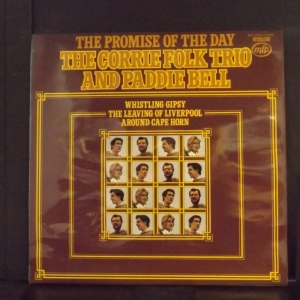 THE PROMISE OF THE DAY
mfp
THE CORRIE FOLK TRIO
AND PADDIE BELL
WHISTLING GIPSY
THE LEAVING OF LIVERPOOL
AROUND CAPE HORN